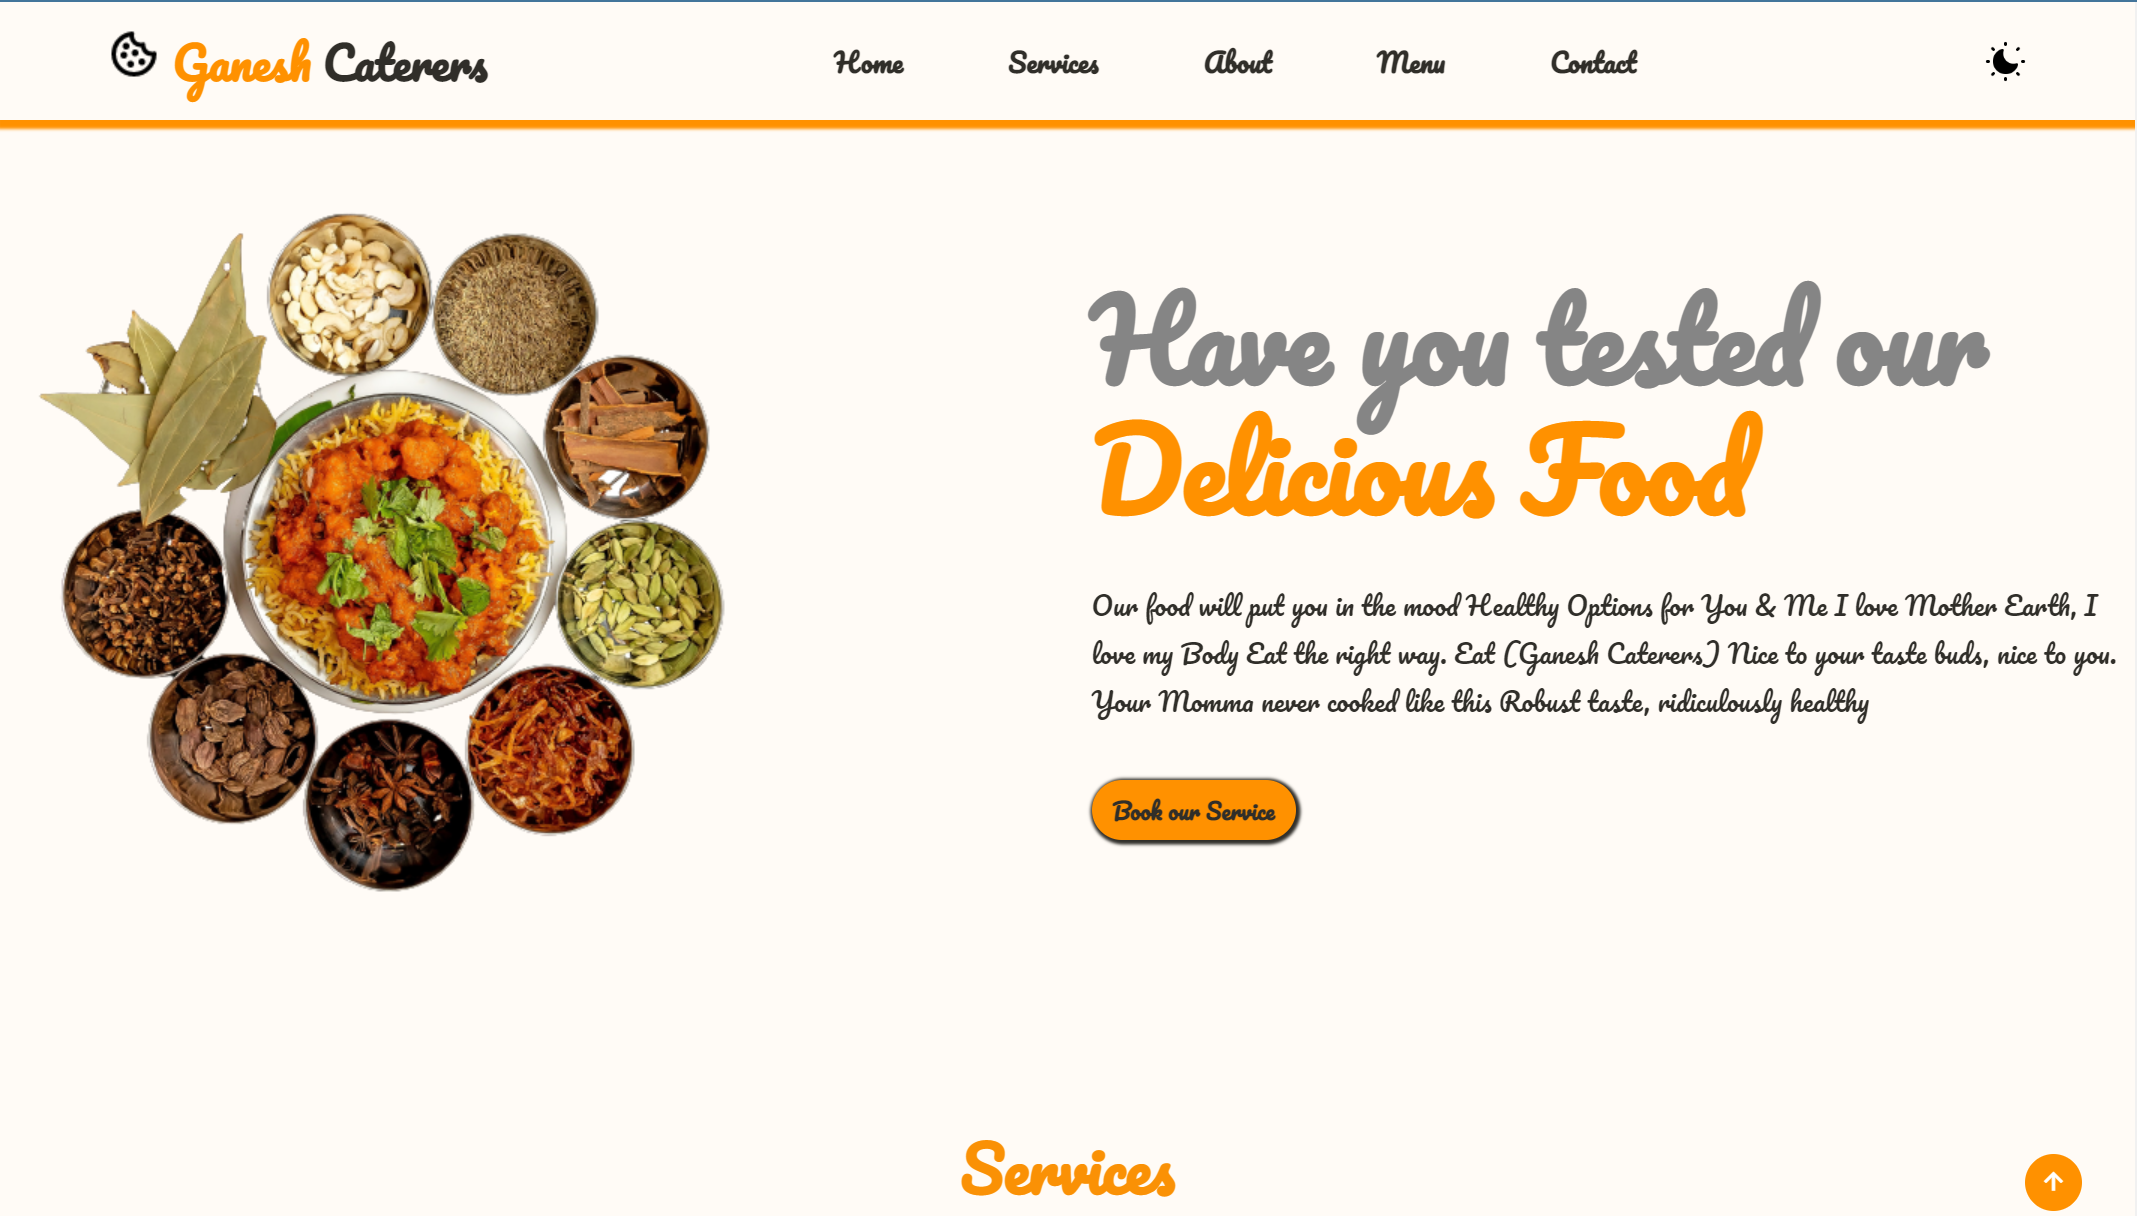 Ganesh Caterers
Home Services About Menu Contact
Have you tested our
Delicious Food
Our food will put you in the mood Healthy Options for You & Me I love Mother Earth, I
love my Body Eat the right way. Eat (Ganesh Caterers) Nice to your taste buds, nice to you.
Your Momma never cooked like this Robust taste, ridiculously healthy
Book our Service
Services